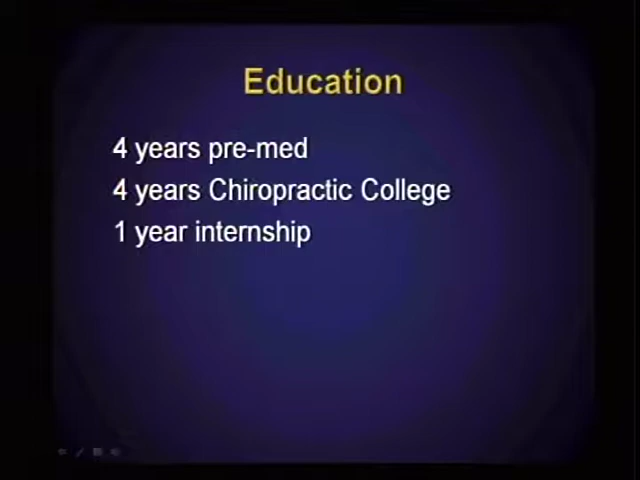 Education
4 years pre-med
4 years Chiropractic College
1 year internship